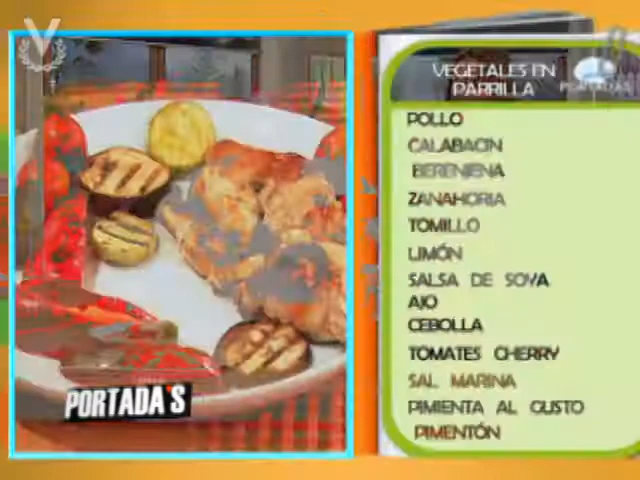 VEGETALES EN
PARRILLA
PORTADA'S
POLLO
CALABACIN
BERENJENA
ZANAHORIA
TOMILLO
LIMÓN
SALSA DE SOYA
AJO
CEBOLLA
TOMATES CHERRY
SAL MARINA
PIMIENTA AL GUSTO
PIMENTÓN
PORTADA'S